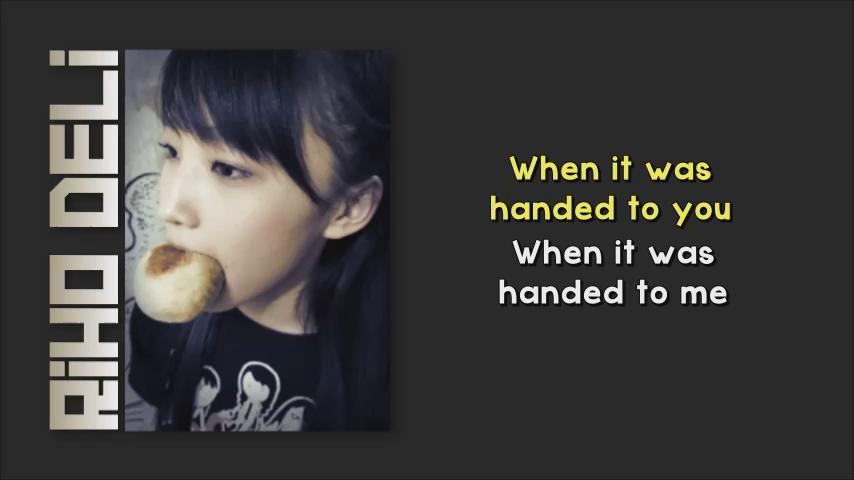 RiHO DELi
When it was
handed to you
When it was
handed to me